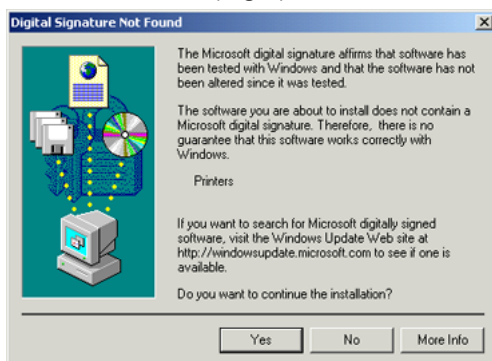 Digital Signature Not Found
The Microsoft digital signature affirms that software has
been tested with Windows and that the software has not
been altered since it was tested.
The software you are about to install does not contain a
Microsoft digital signature. Therefore, there is no
guarantee that this software works correctly with
Windows.
Printers
If you want to search for Microsoft digitally signed
software, visit the Windows Update Web site at
http://windowsupdate.microsoft.com to see if one is
available.
Do you want to continue the installation?
Yes No More Info